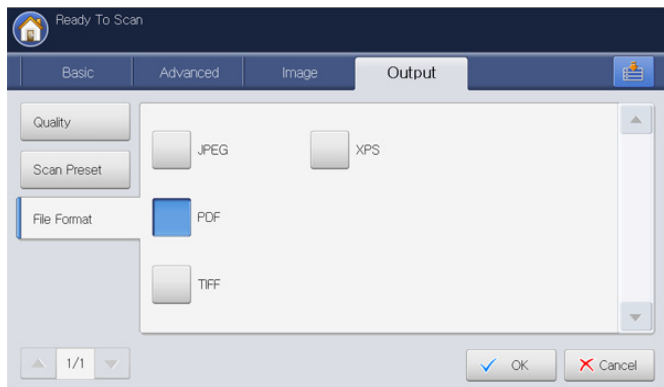 Ready To Scan
Basic
Advanced
Image
Output
Quality
Scan Preset
File Format
JPEG
XPS
PDF
TIFF
1/1
OK
Cancel